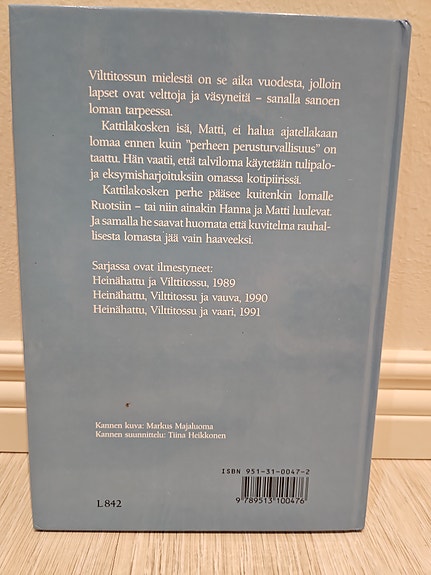 Vilttitossun mielestä on se aika vuodesta, jolloin
lapset ovat velttoja ja väsyneitä – sanalla sanoen
loman tarpeessa.
Kattilakosken isä, Matti, ei halua ajatellakaan
lomaa ennen kuin "perheen perusturvallisuus" on
taattu. Hän vaatii, että talviloma käytetään tulipalo-
ja eksymisharjoituksiin omassa kotipiirissä.
Kattilakosken perhe pääsee kuitenkin lomalle
Ruotsiin – tai niin ainakin Hanna ja Matti luulevat.
Ja samalla he saavat huomata että kuvitelma rauhal-
lisesta lomasta jää vain haaveeksi.
Sarjassa ovat ilmestyneet:
Heinähattu ja Vilttitossu, 1989
Heinähattu, Vilttitossu ja vauva, 1990
Heinähattu, Vilttitossu ja vaari, 1991
Kannen kuva: Markus Majaluoma
Kannen suunnittelu: Tiina Heikkonen
ISBN 951-31-0047-2
9 789513 100476
L 842